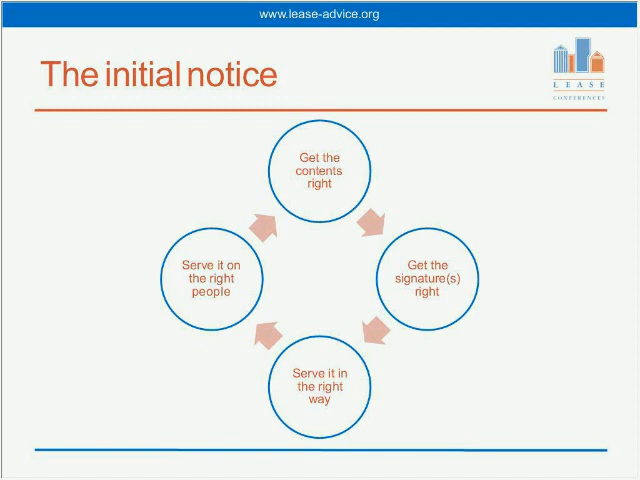 www.lease-advice.org
The initial notice
LEASE
CONFERENCES
Get the
contents
right
Get the
signature(s)
right
Serve it in
the right
way
Serve it on
the right
people